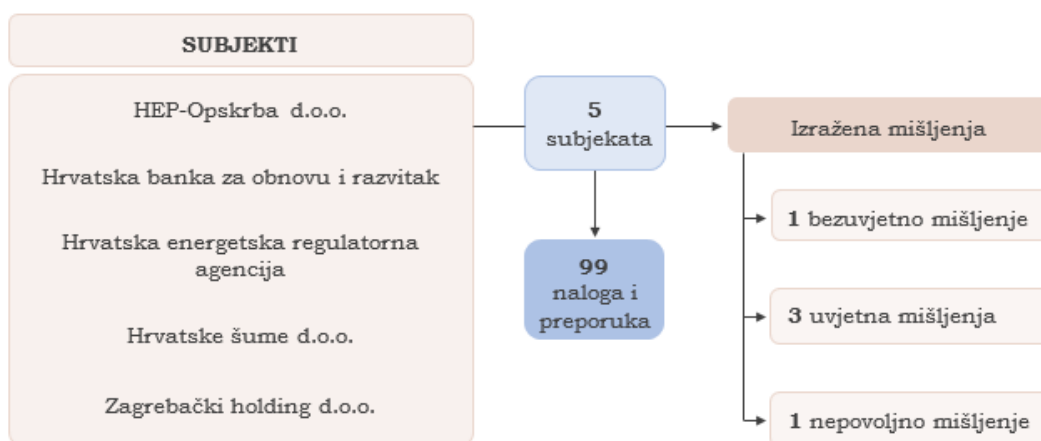 SUBJEKTI
HEP-Opskrba d.o.o.
Hrvatska banka za obnovu i razvitak
Hrvatska energetska regulatorna
agencija
Hrvatske šume d.o.o.
Zagrebački holding d.o.o.
5
subjekata
99
naloga i
preporuka
Izražena mišljenja
1 bezuvjetno mišljenje
3 uvjetna mišljenja
1 nepovoljno mišljenje